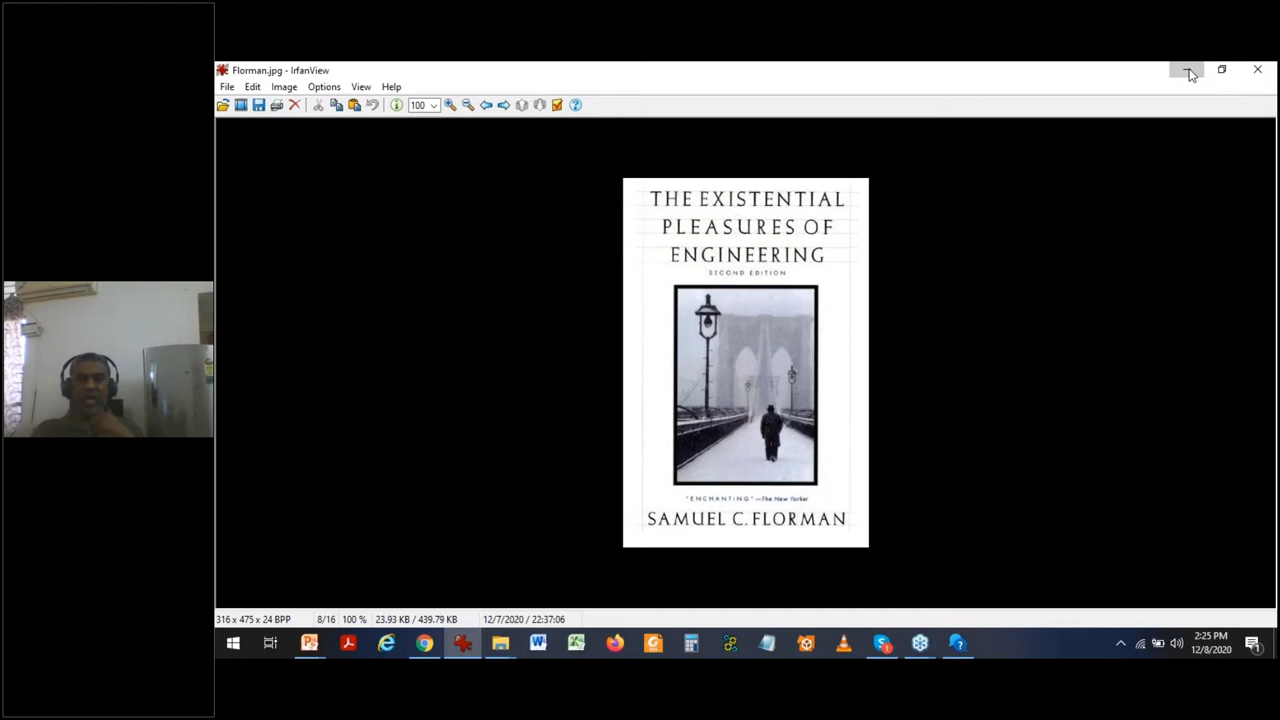 Florman.jpg - IrfanView
File Edit Image Options View Help
100
THE EXISTENTIAL
PLEASURES OF
ENGINEERING
SECOND EDITION
"ENCHANTING" —The New Yorker
SAMUEL C. FLORMAN
316 x 475 x 24 BPP 8/16 100 % 23.93 KB / 439.79 KB 12/7/2020 / 22:37:06
2:25 PM
12/8/2020